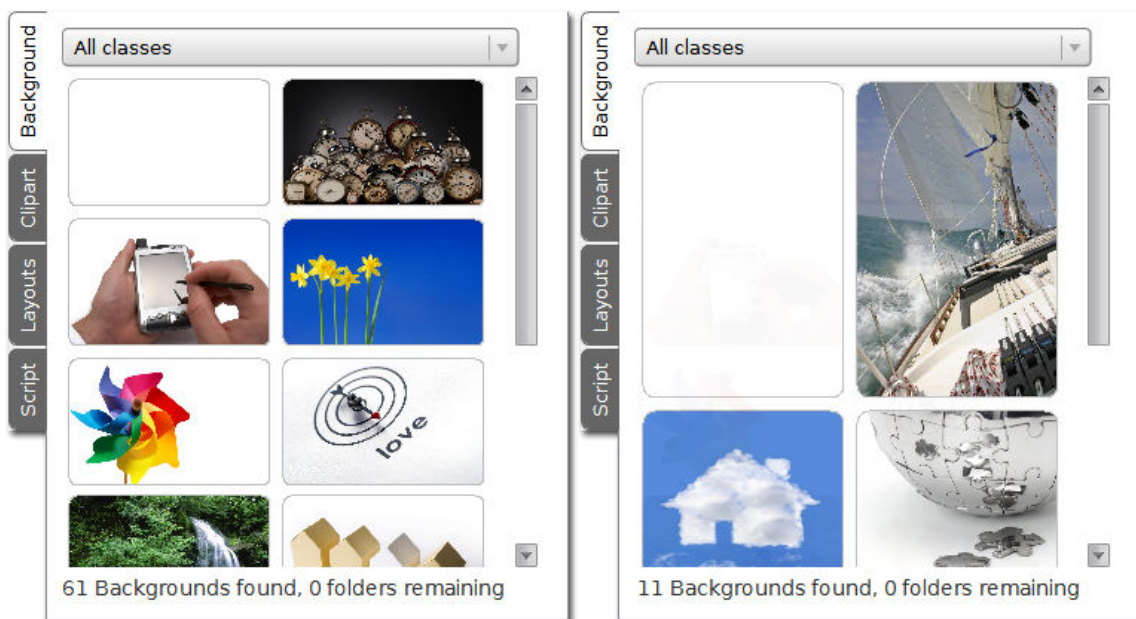 Background
Clipart
Layouts
Script
All classes
love
61 Backgrounds found, 0 folders remaining
Background
Clipart
Layouts
Script
All classes
11 Backgrounds found, 0 folders remaining